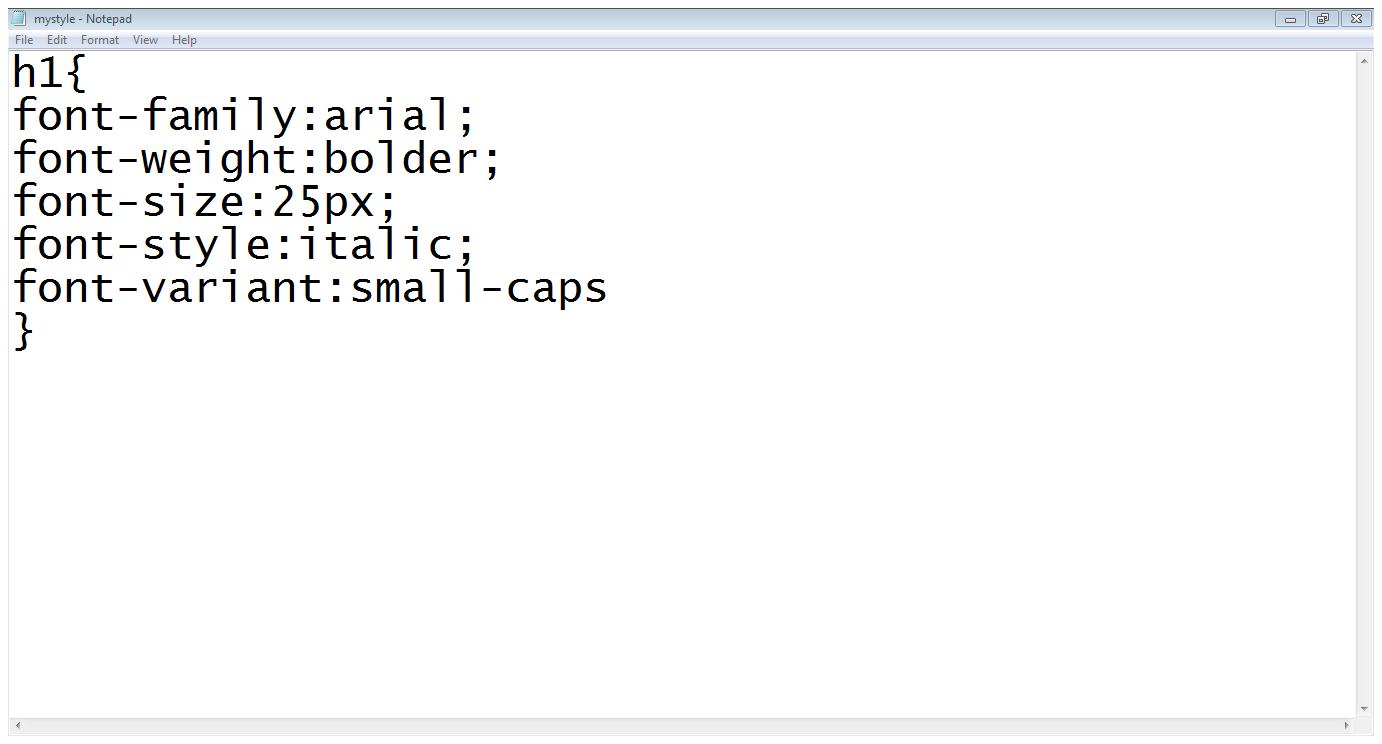 mystyle - Notepad
File Edit Format View Help
h1{
font-family:arial;
font-weight:bolder;
font-size:25px;
font-style:italic;
font-variant:small-caps
}